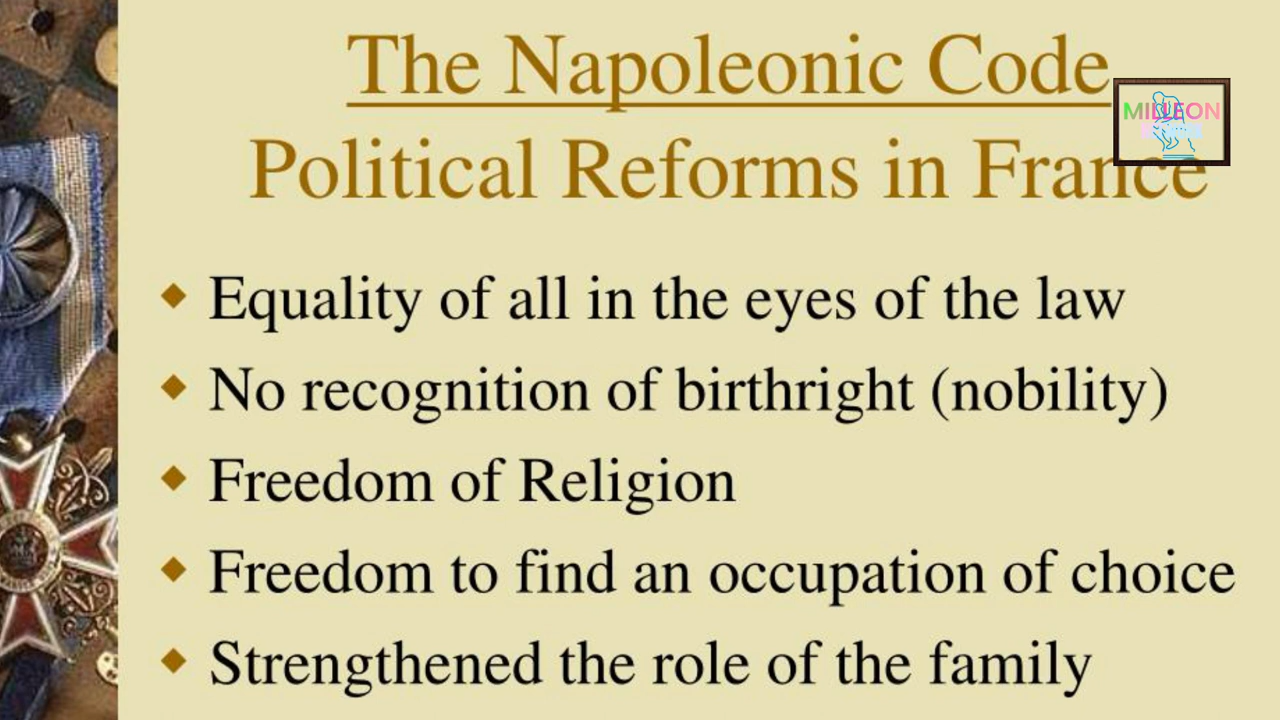 The Napoleonic Code
Political Reforms in France
MILLEON
Equality of all in the eyes of the law
No recognition of birthright (nobility)
Freedom of Religion
Freedom to find an occupation of choice
Strengthened the role of the family